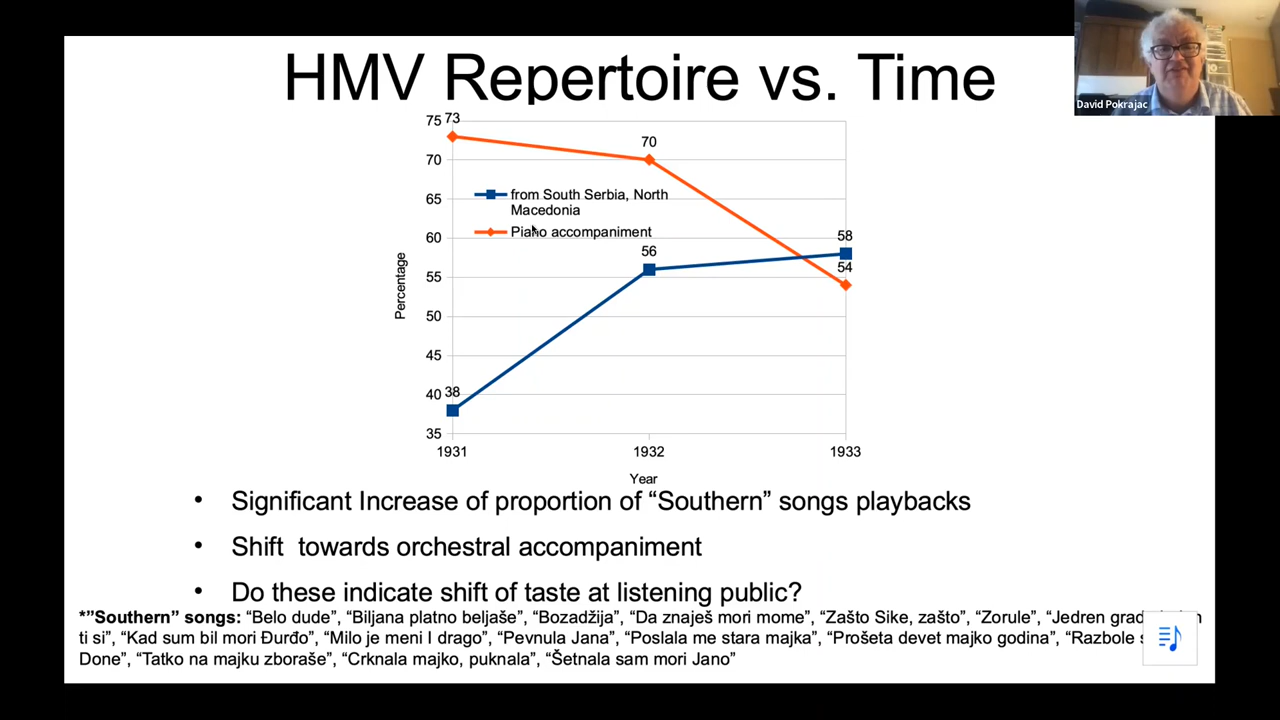 HMV Repertoire vs. Time
David Pokrajac
75
73
70
70
from South Serbia, North
Macedonia
65
Piano accompaniment
60
58
56
54
55
50
45
40
38
35
Percentage
1931
1932
1933
Year
• Significant Increase of proportion of “Southern” songs playbacks
• Shift towards orchestral accompaniment
• Do these indicate shift of taste at listening public?
*”Southern” songs: “Belo dude”, “Biljana platno beljaše”, “Bozadžija”, “Da znaješ mori mome”, “Zašto Sike, zašto”, “Zorule”, “Jedren grad
ti si”, “Kad sum bil mori Đurđo”, “Milo je meni I drago”, “Pevnula Jana”, “Poslala me stara majka”, “Prošeta devet majko godina”, “Razbole
Done”, “Tatko na majku zboraše”, “Crknala majko, puknala”, “Šetnala sam mori Jano”